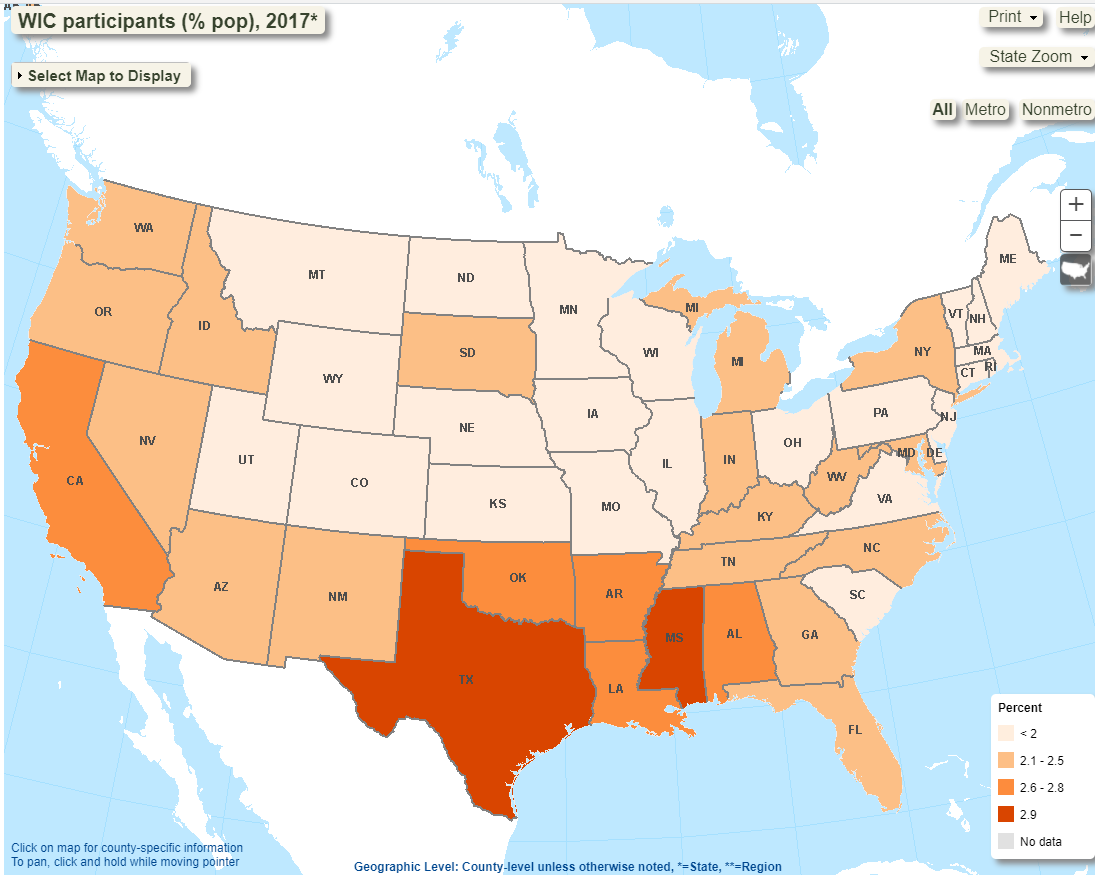 WIC participants (% pop), 2017*
Print
Help
Select Map to Display
State Zoom
All Metro Nonmetro
WA
MT
ND
MN
ME
OR
ID
SD
WI
MI
MI
NY
VT
NH
MA
CT
RI
WY
NE
IA
PA
NJ
NV
UT
CO
KS
IL
IN
OH
MD
DE
CA
MO
WV
VA
KY
AZ
NM
OK
AR
TN
NC
SC
TX
LA
MS
AL
GA
FL
Percent
< 2
2.1 - 2.5
2.6 - 2.8
2.9
No data
Click on map for county-specific information
To pan, click and hold while moving pointer
Geographic Level: County-level unless otherwise noted, *=State, **=Region